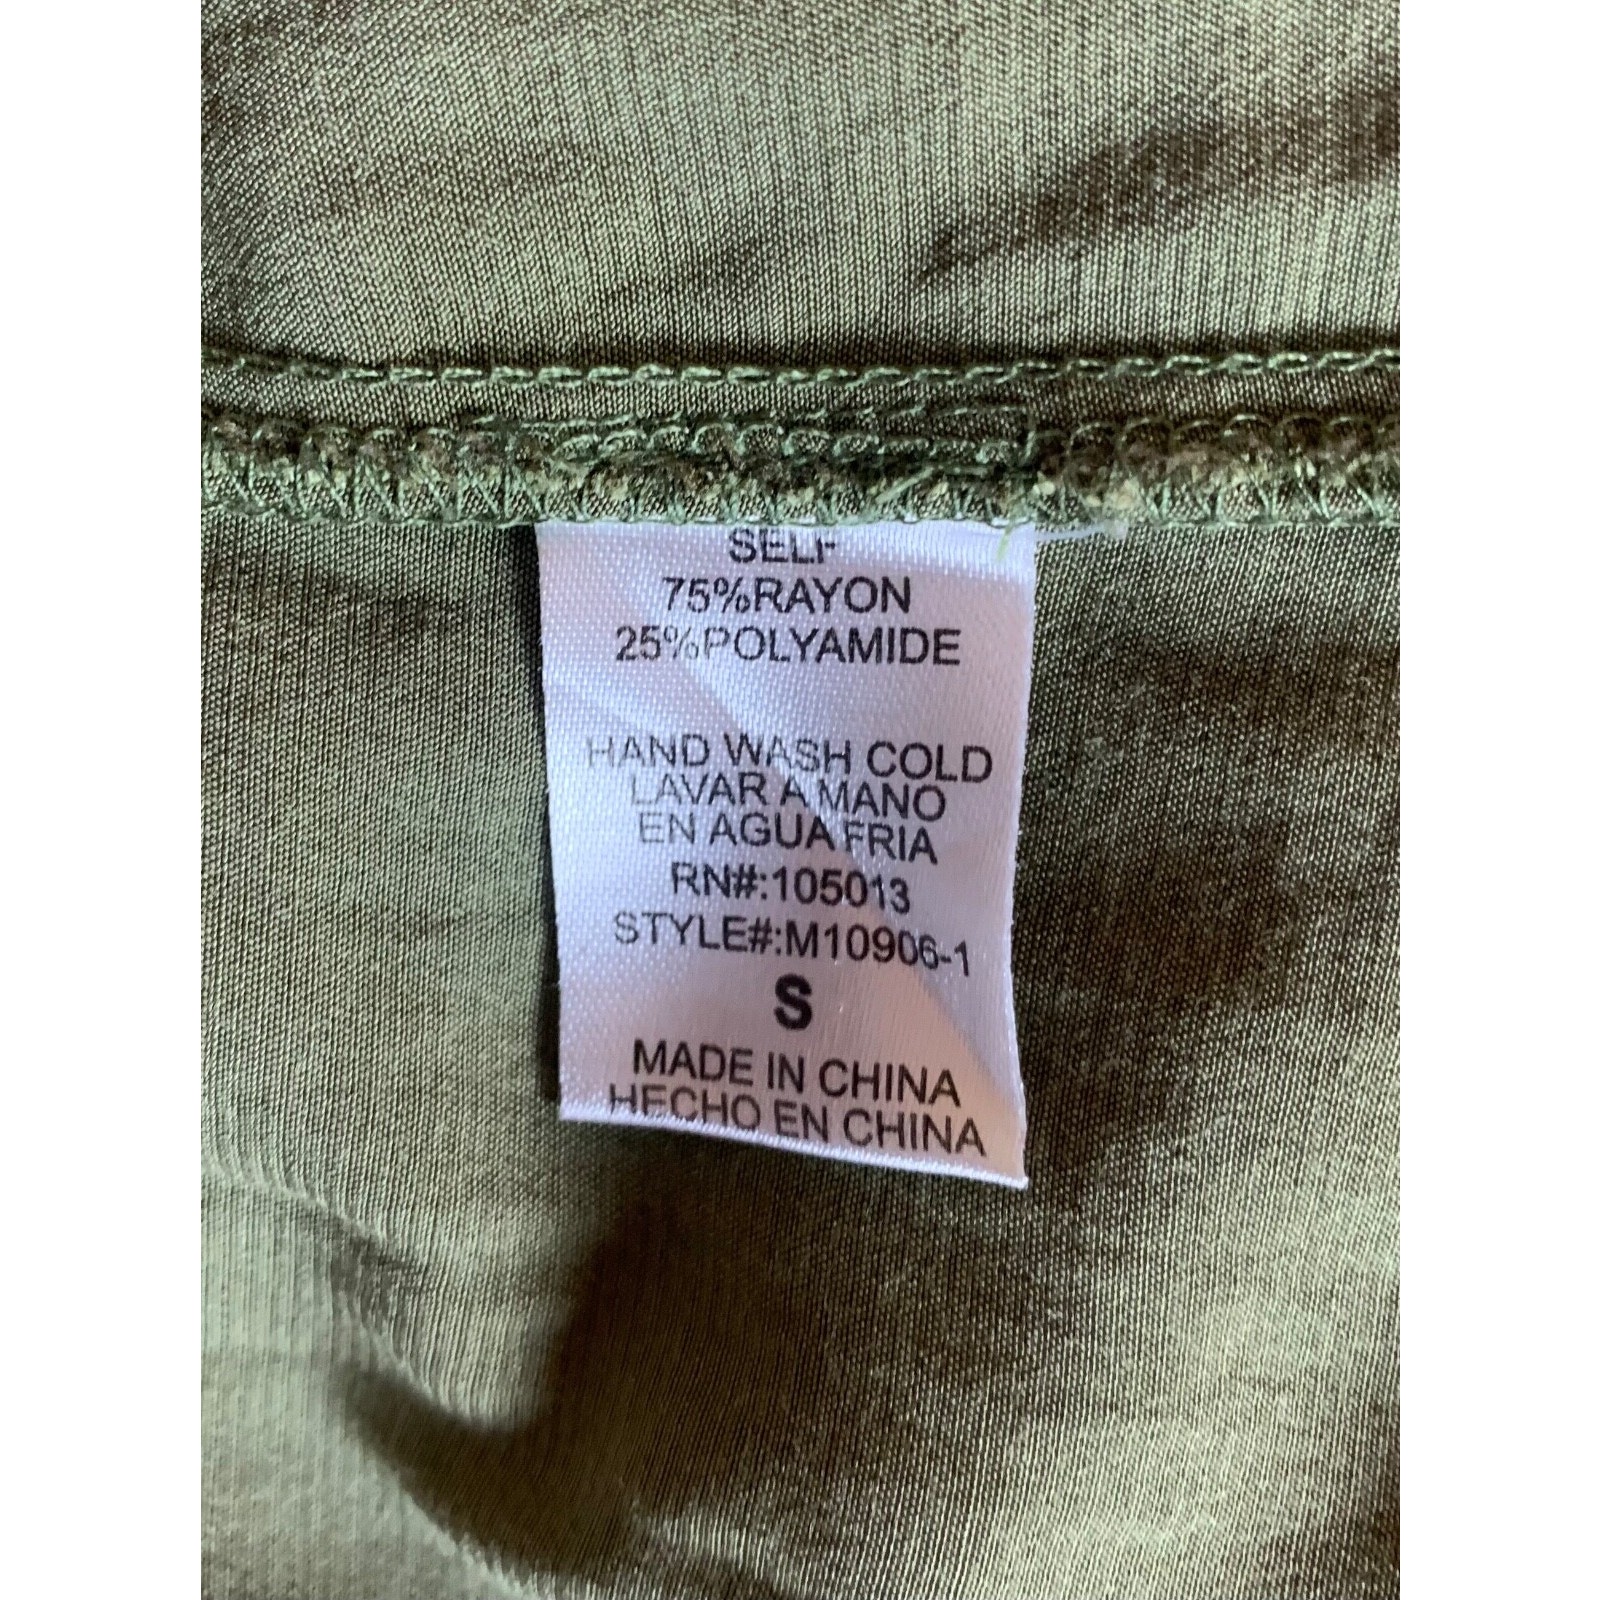 SELF
75%RAYON
25%POLYAMIDE
HAND WASH COLD
LAVAR A MANO
EN AGUA FRIA
RN#:105013
STYLE#:M10906-1
S
MADE IN CHINA
HECHO EN CHINA